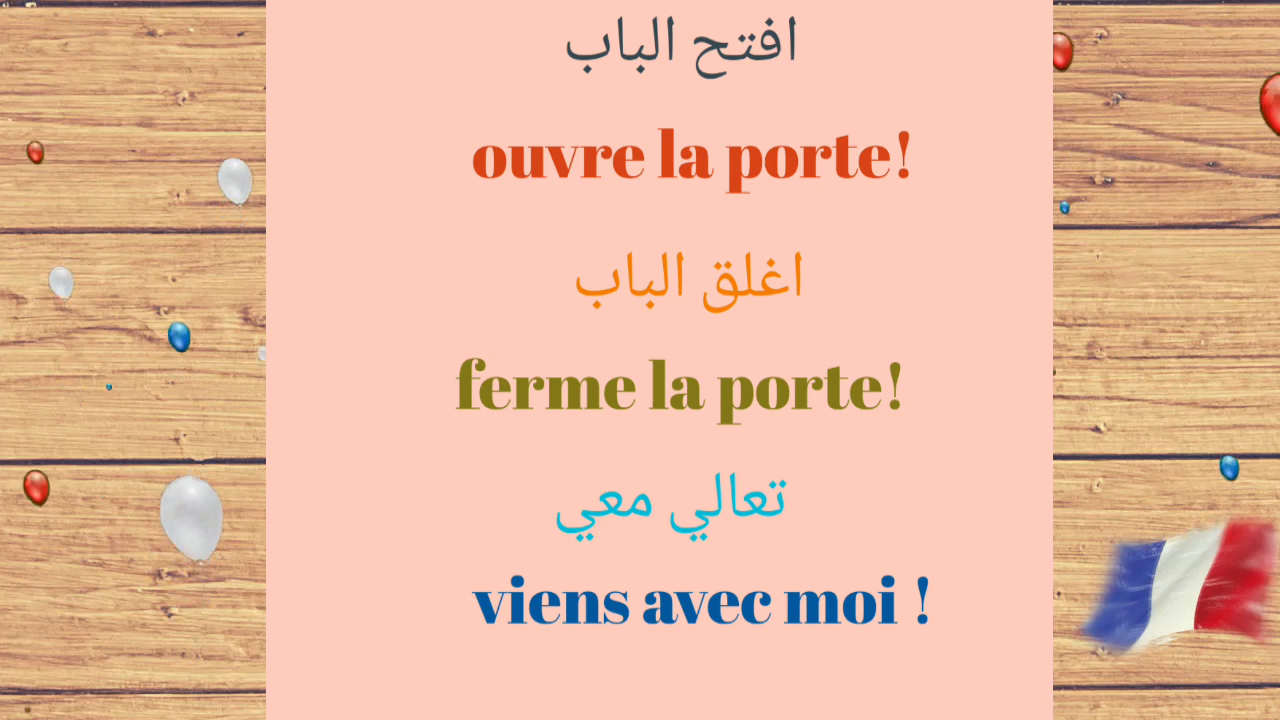 افتح الباب
ouvre la porte!
اغلق الباب
ferme la porte!
تعالي معي
viens avec moi !